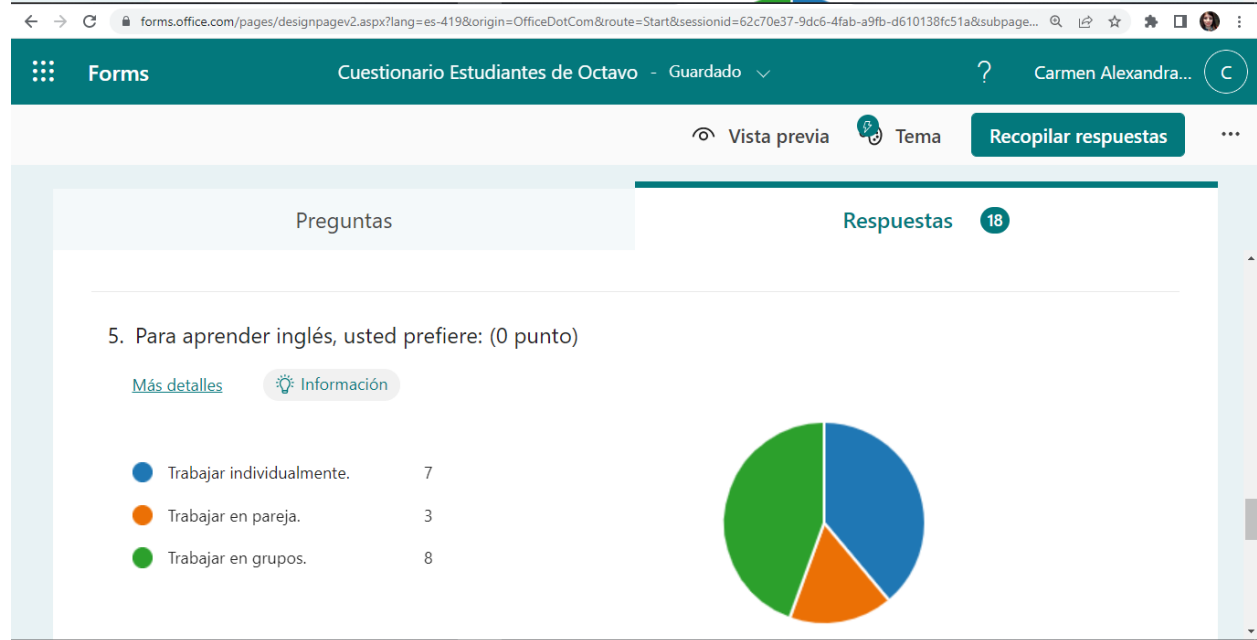 forms.office.com/pages/designpagev2.aspx?lang=es-419&origin=OfficeDotCom&route=Start&sessionid=62c70e37-9dc6-4fab-a9fb-d610138fc51a&subpage...
Forms Cuestionario Estudiantes de Octavo - Guardado ? Carmen Alexandra... C
Vista previa Tema Recopilar respuestas ...
Preguntas Respuestas 18
5. Para aprender inglés, usted prefiere: (0 punto)
Más detalles Información
Trabajar individualmente. 7
Trabajar en pareja. 3
Trabajar en grupos. 8